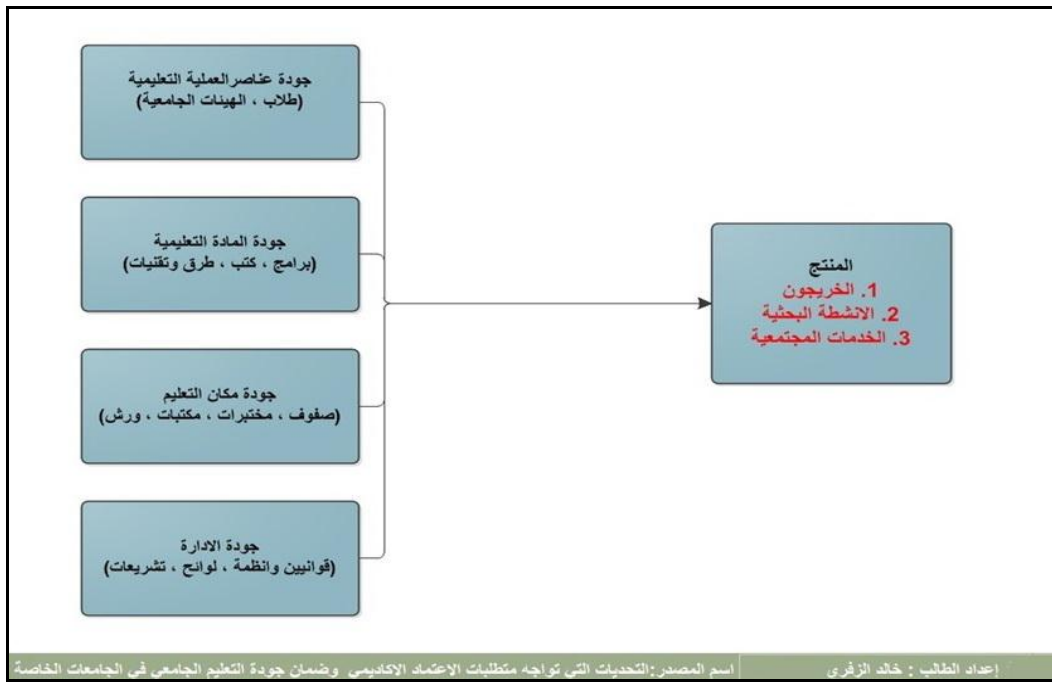 جودة عناصرالعملية التعليمية
(طلاب ، الهيئات الجامعية)
جودة المادة التعليمية
(برامج ، كتب ، طرق وتقنيات)
جودة مكان التعليم
(صفوف ، مختبرات ، مكتبات ، ورش)
جودة الادارة
(قوانيين وانظمة ، لوائح ، تشريعات)
المنتج
1. الخريجون
2. الانشطة البحثية
3. الخدمات المجتمعية
إعداد الطالب : خالد الزفري
اسم المصدر:التحديات التي تواجه متطلبات الاعتماد الاكاديمي وضمان جودة التعليم الجامعي في الجامعات الخاصة